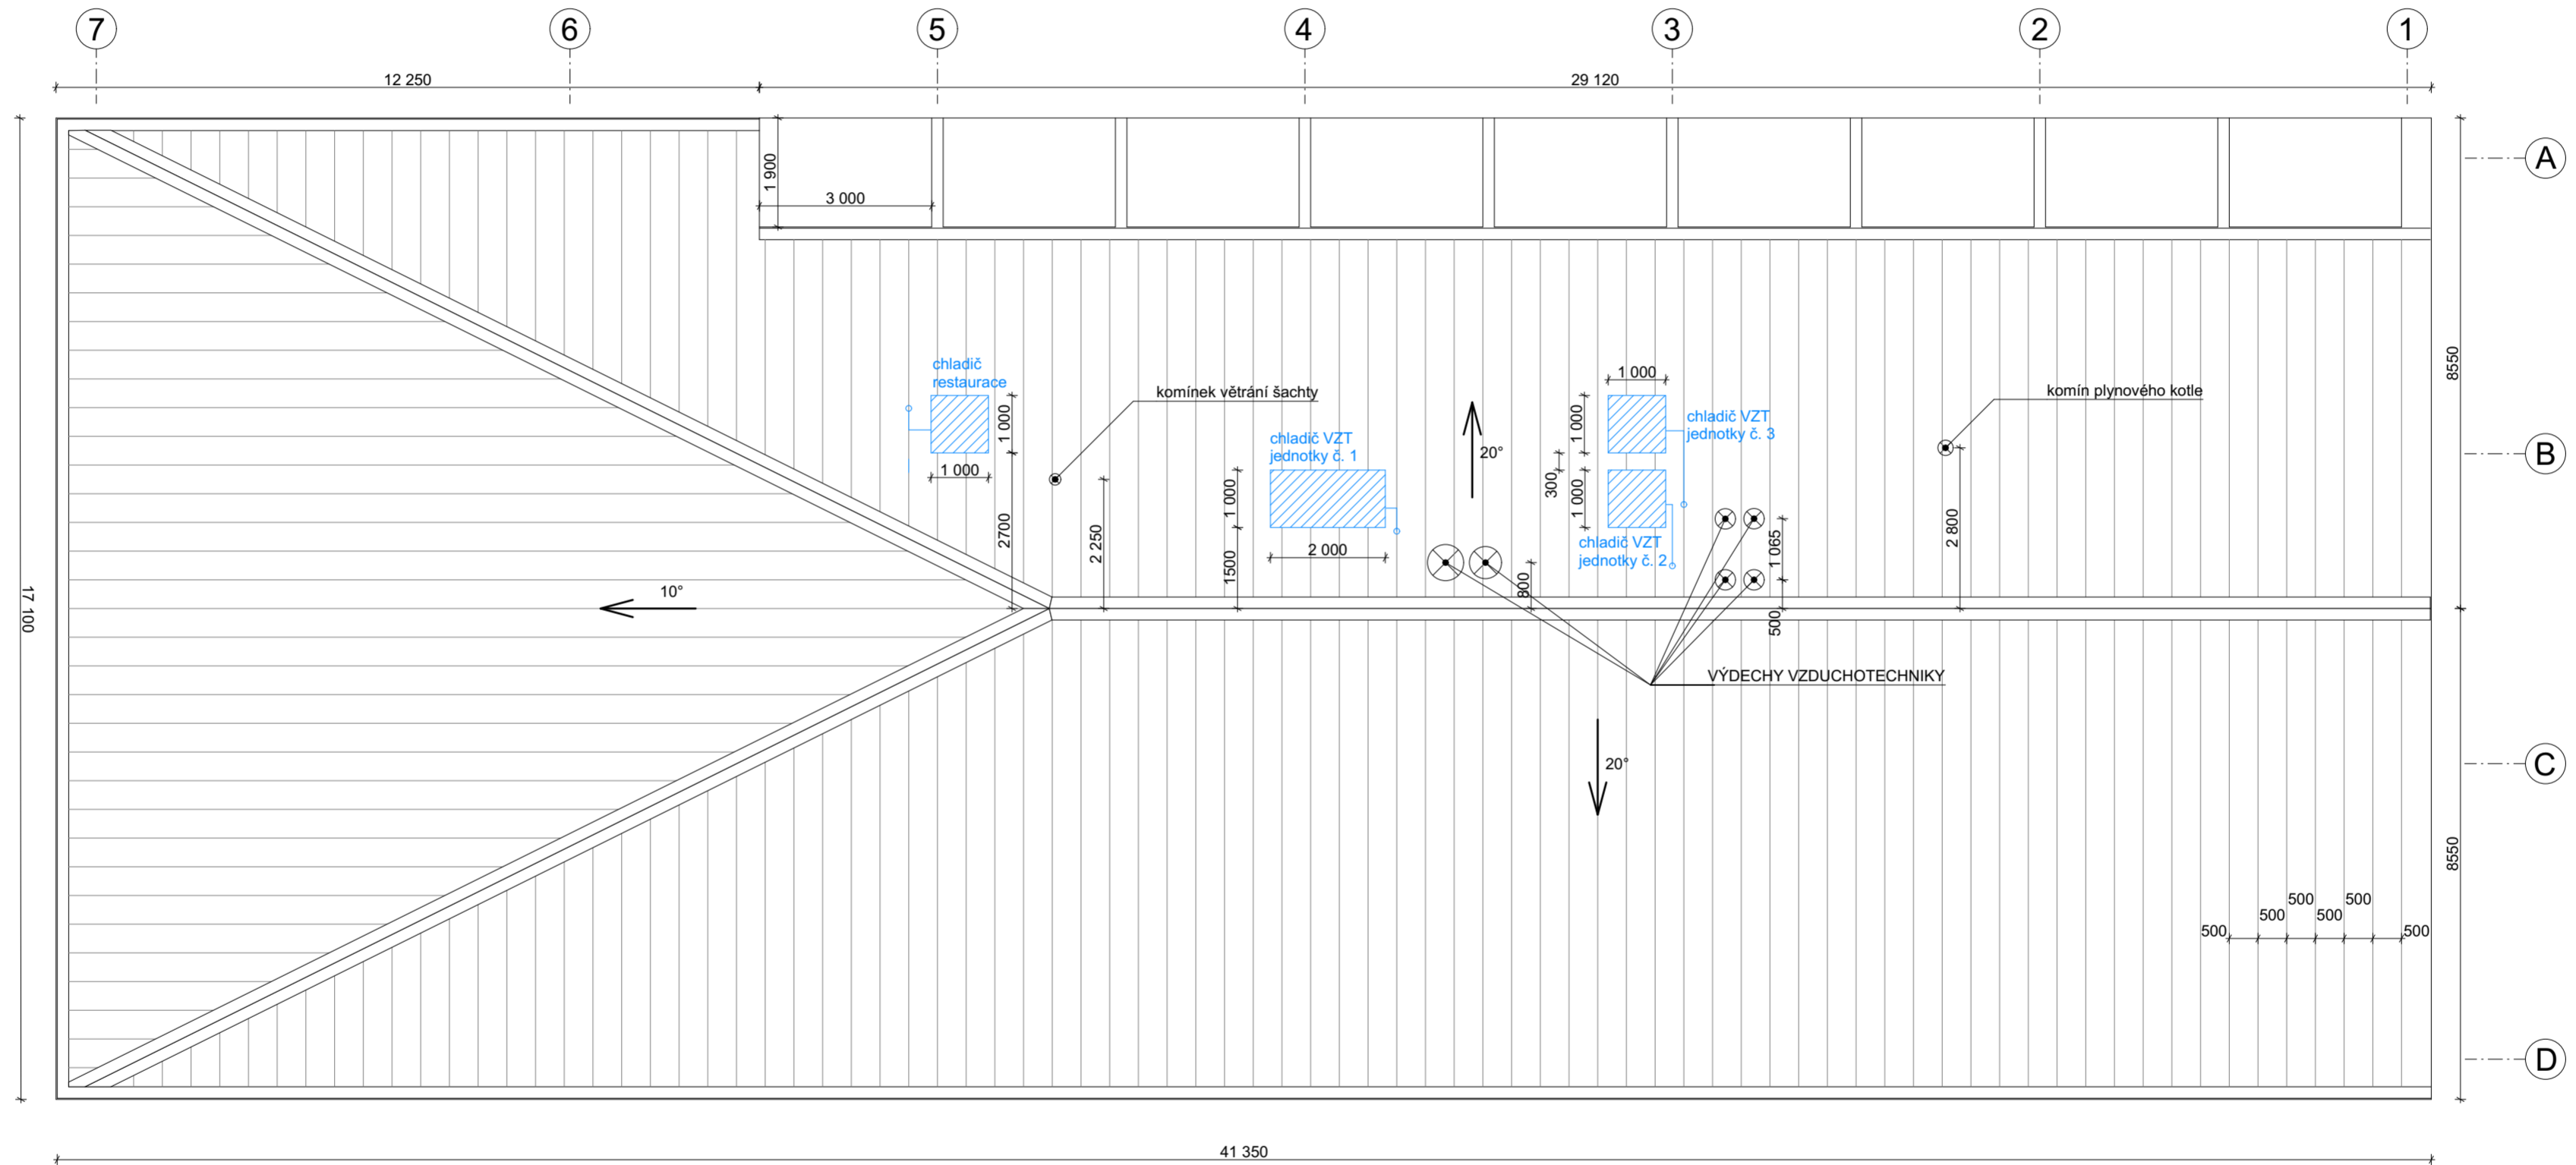 7
6
5
4
3
2
1
12 250
29 120
A
1 900
3 000
8550
chladič
restaurace
1 000
1 000
2700
komínek větrání šachty
2 250
chladič VZT
jednotky č. 1
1 000
2 000
1500
20°
1 000
1 000
300
1 000
chladič VZT
jednotky č. 3
chladič VZT
jednotky č. 2
komín plynového kotle
B
2 800
1 065
800
500
10°
17 100
VÝDECHY VZDUCHOTECHNIKY
20°
C
8550
500
500
500
500
500
500
D
41 350